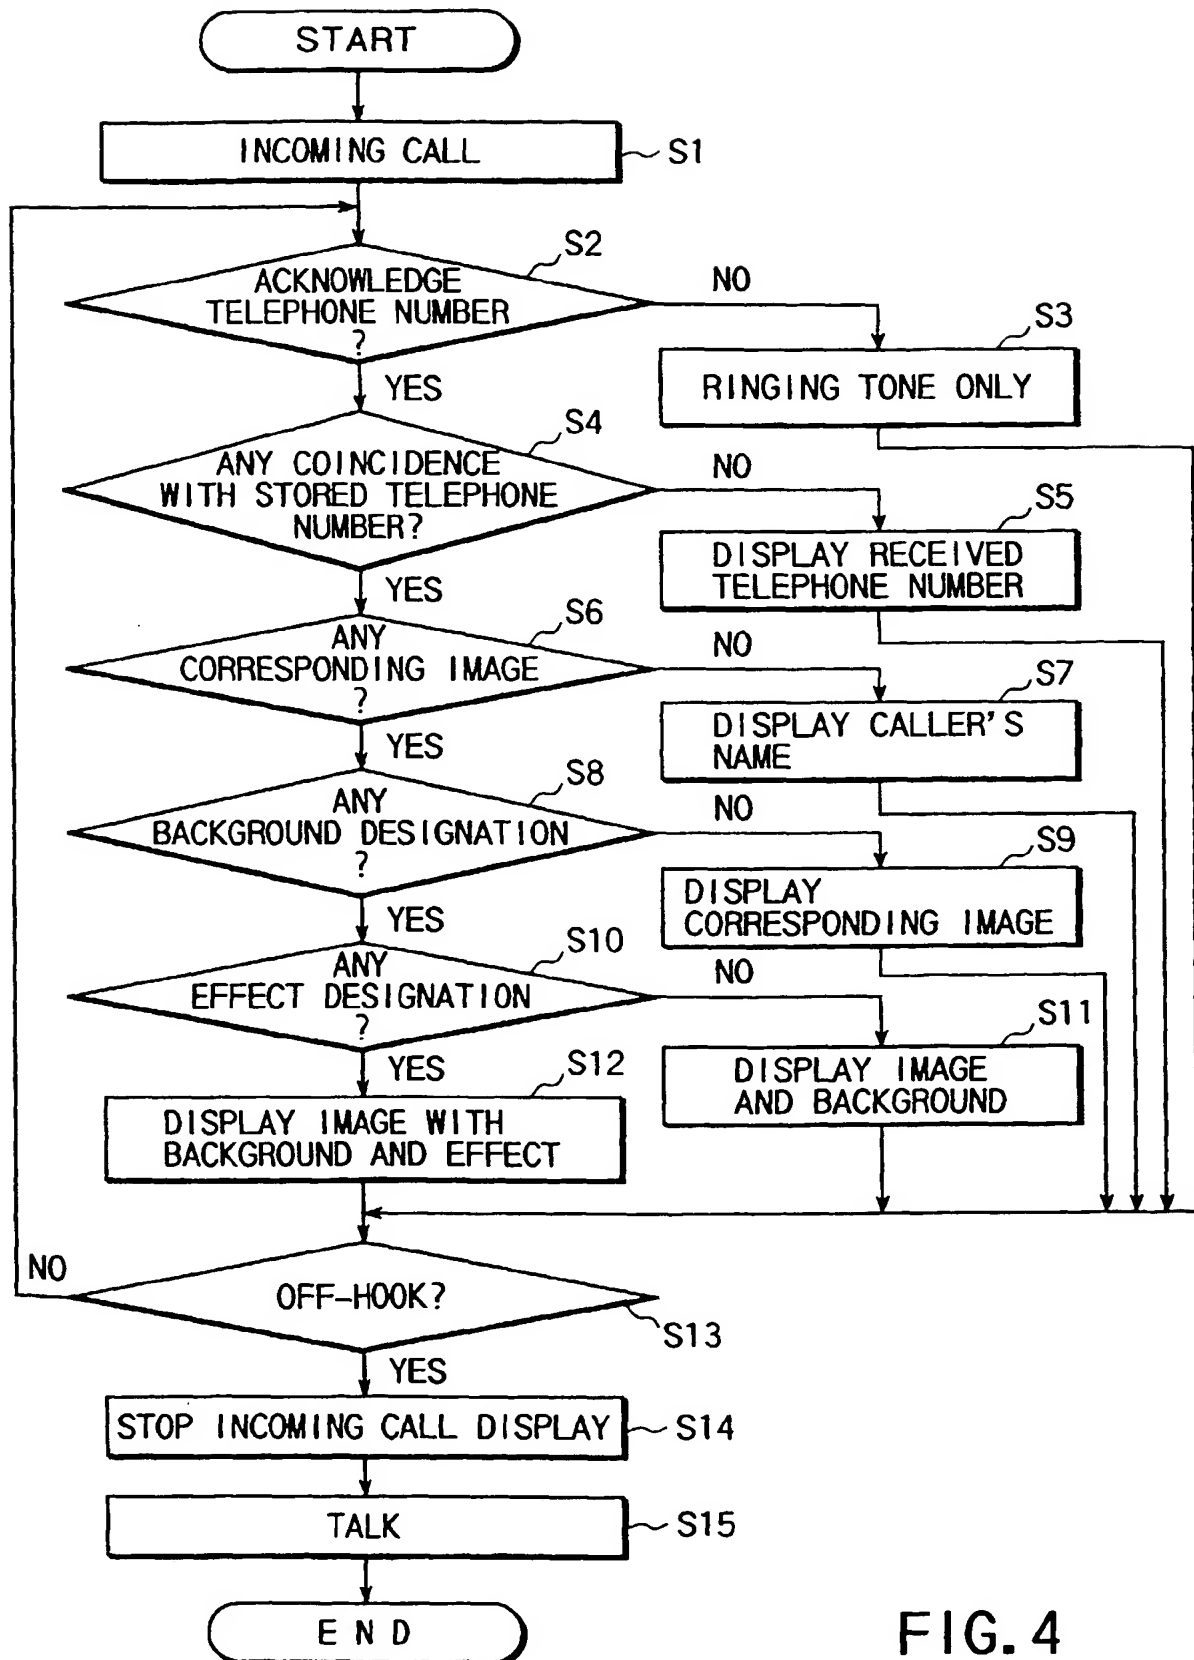 START
INCOMING CALL
S1
S2
ACKNOWLEDGE
TELEPHONE NUMBER
?
NO
S3
RINGING TONE ONLY
YES
S4
ANY COINCIDENCE
WITH STORED TELEPHONE
NUMBER?
NO
S5
DISPLAY RECEIVED
TELEPHONE NUMBER
YES
S6
ANY
CORRESPONDING IMAGE
?
NO
S7
DISPLAY CALLER'S
NAME
YES
S8
ANY
BACKGROUND DESIGNATION
?
NO
S9
DISPLAY
CORRESPONDING IMAGE
YES
S10
ANY
EFFECT DESIGNATION
?
NO
S11
DISPLAY IMAGE
AND BACKGROUND
YES
S12
DISPLAY IMAGE WITH
BACKGROUND AND EFFECT
NO
OFF-HOOK?
S13
YES
STOP INCOMING CALL DISPLAY
S14
TALK
S15
END
FIG. 4